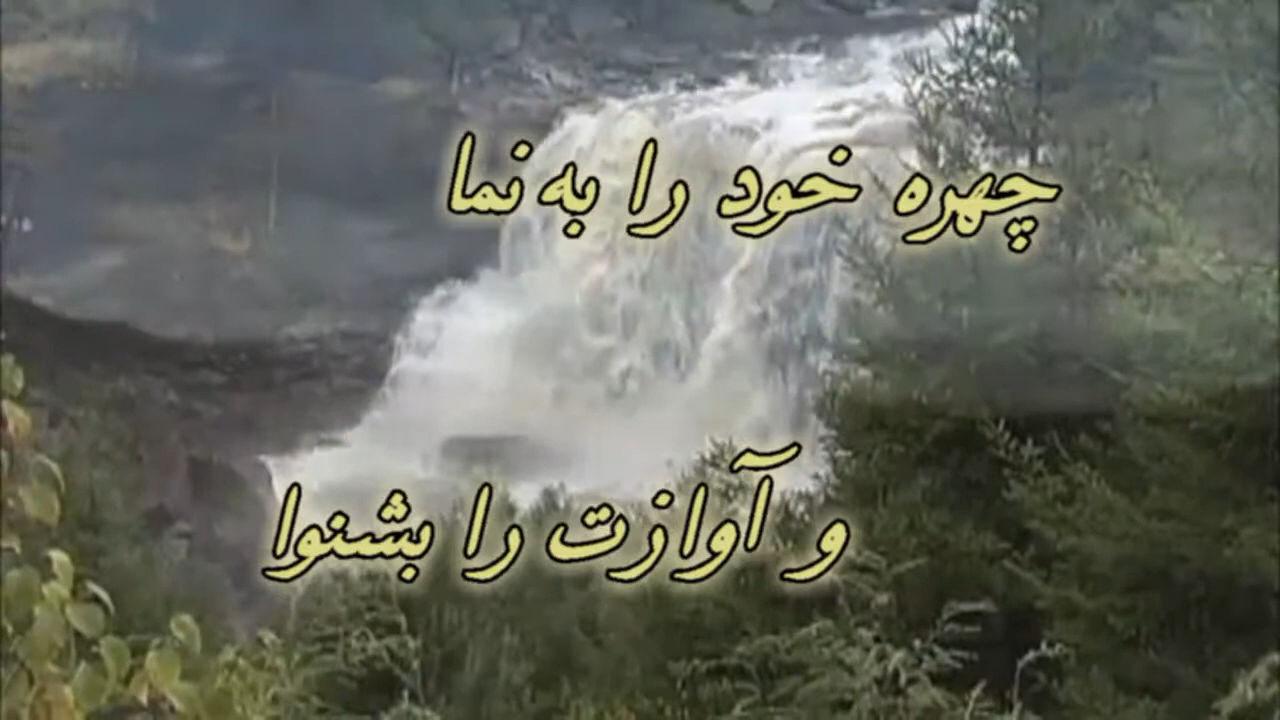 چهره خود را به نما
و آوازت را بشنوا